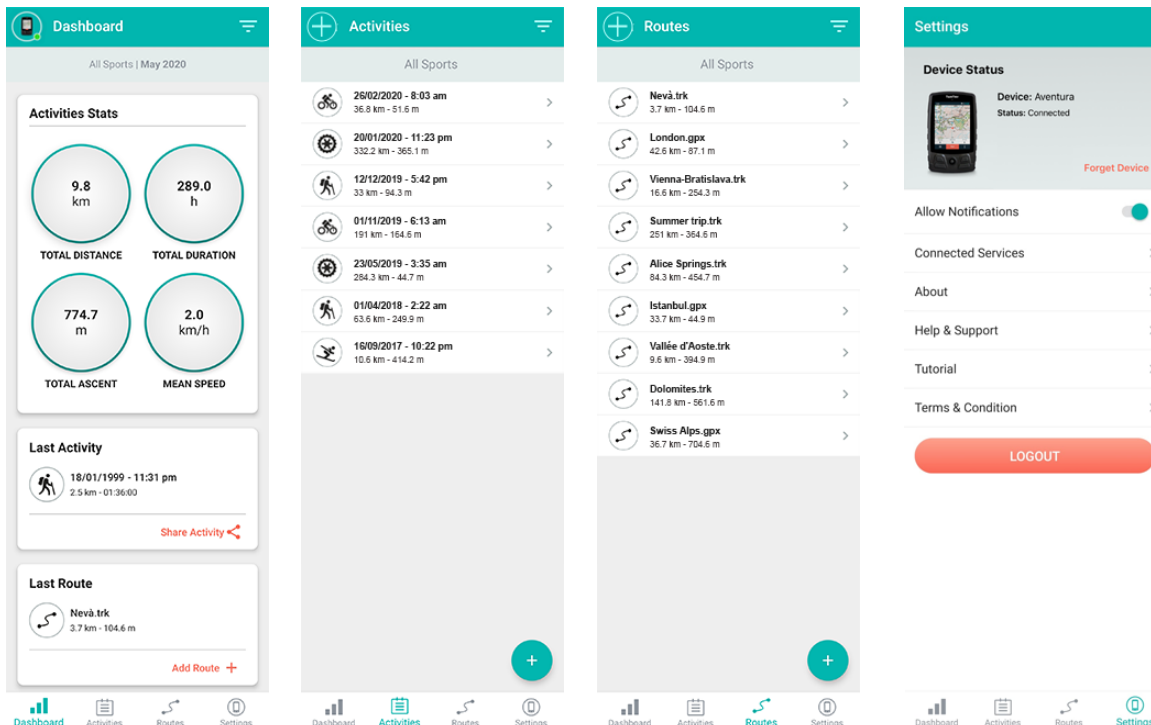 Dashboard
All Sports | May 2020
Activities Stats
9.8
km
289.0
h
TOTAL DISTANCE
TOTAL DURATION
774.7
m
2.0
km/h
TOTAL ASCENT
MEAN SPEED
Last Activity
18/01/1999 - 11:31 pm
2.5 km - 01:36:00
Share Activity
Last Route
Nevà.trk
3.7 km - 104.6 m
Add Route +
Dashboard
Activities
Routes
Settings
Activities
All Sports
26/02/2020 - 8:03 am
36.8 km - 51.6 m
20/01/2020 - 11:23 pm
332.2 km - 365.1 m
12/12/2019 - 5:42 pm
33 km - 94.3 m
01/11/2019 - 6:13 am
191 km - 164.6 m
23/05/2019 - 3:35 am
284.3 km - 44.7 m
01/04/2018 - 2:22 am
63.6 km - 249.9 m
16/09/2017 - 10:22 pm
10.6 km - 414.2 m
Dashboard
Activities
Routes
Settings
Routes
All Sports
Nevà.trk
3.7 km - 104.6 m
London.gpx
42.6 km - 87.1 m
Vienna-Bratislava.trk
16.6 km - 254.3 m
Summer trip.trk
251 km - 364.6 m
Alice Springs.trk
84.3 km - 454.7 m
Istanbul.gpx
33.7 km - 44.9 m
Vallée d'Aoste.trk
9.6 km - 394.9 m
Dolomites.trk
141.8 km - 561.6 m
Swiss Alps.gpx
36.7 km - 704.6 m
Dashboard
Activities
Routes
Settings
Settings
Device Status
Device: Aventura
Status: Connected
Forget Device
Allow Notifications
Connected Services
About
Help & Support
Tutorial
Terms & Condition
LOGOUT
Dashboard
Activities
Routes
Settings